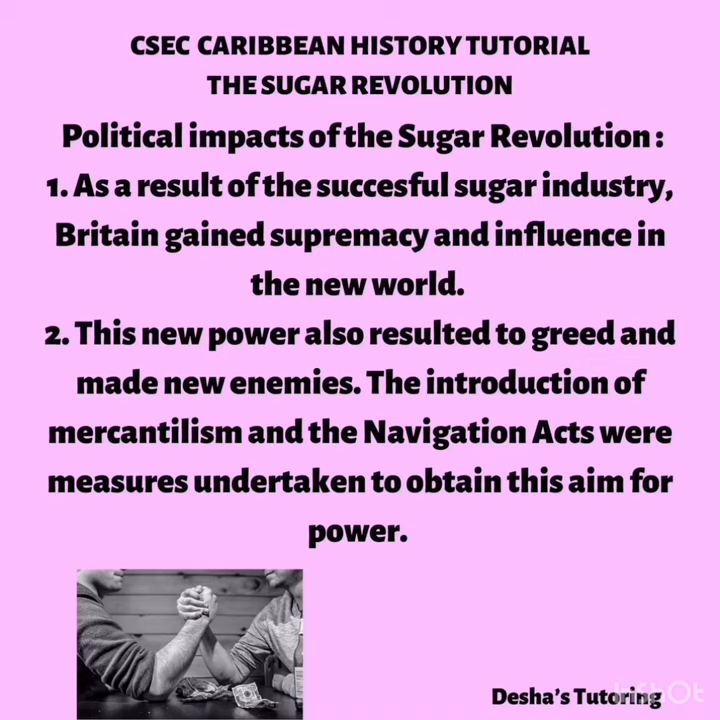 CSEC CARIBBEAN HISTORY TUTORIAL
THE SUGAR REVOLUTION
Political impacts of the Sugar Revolution :
1. As a result of the succesful sugar industry,
Britain gained supremacy and influence in
the new world.
2. This new power also resulted to greed and
made new enemies. The introduction of
mercantilism and the Navigation Acts were
measures undertaken to obtain this aim for
power.
Desha's Tutoring